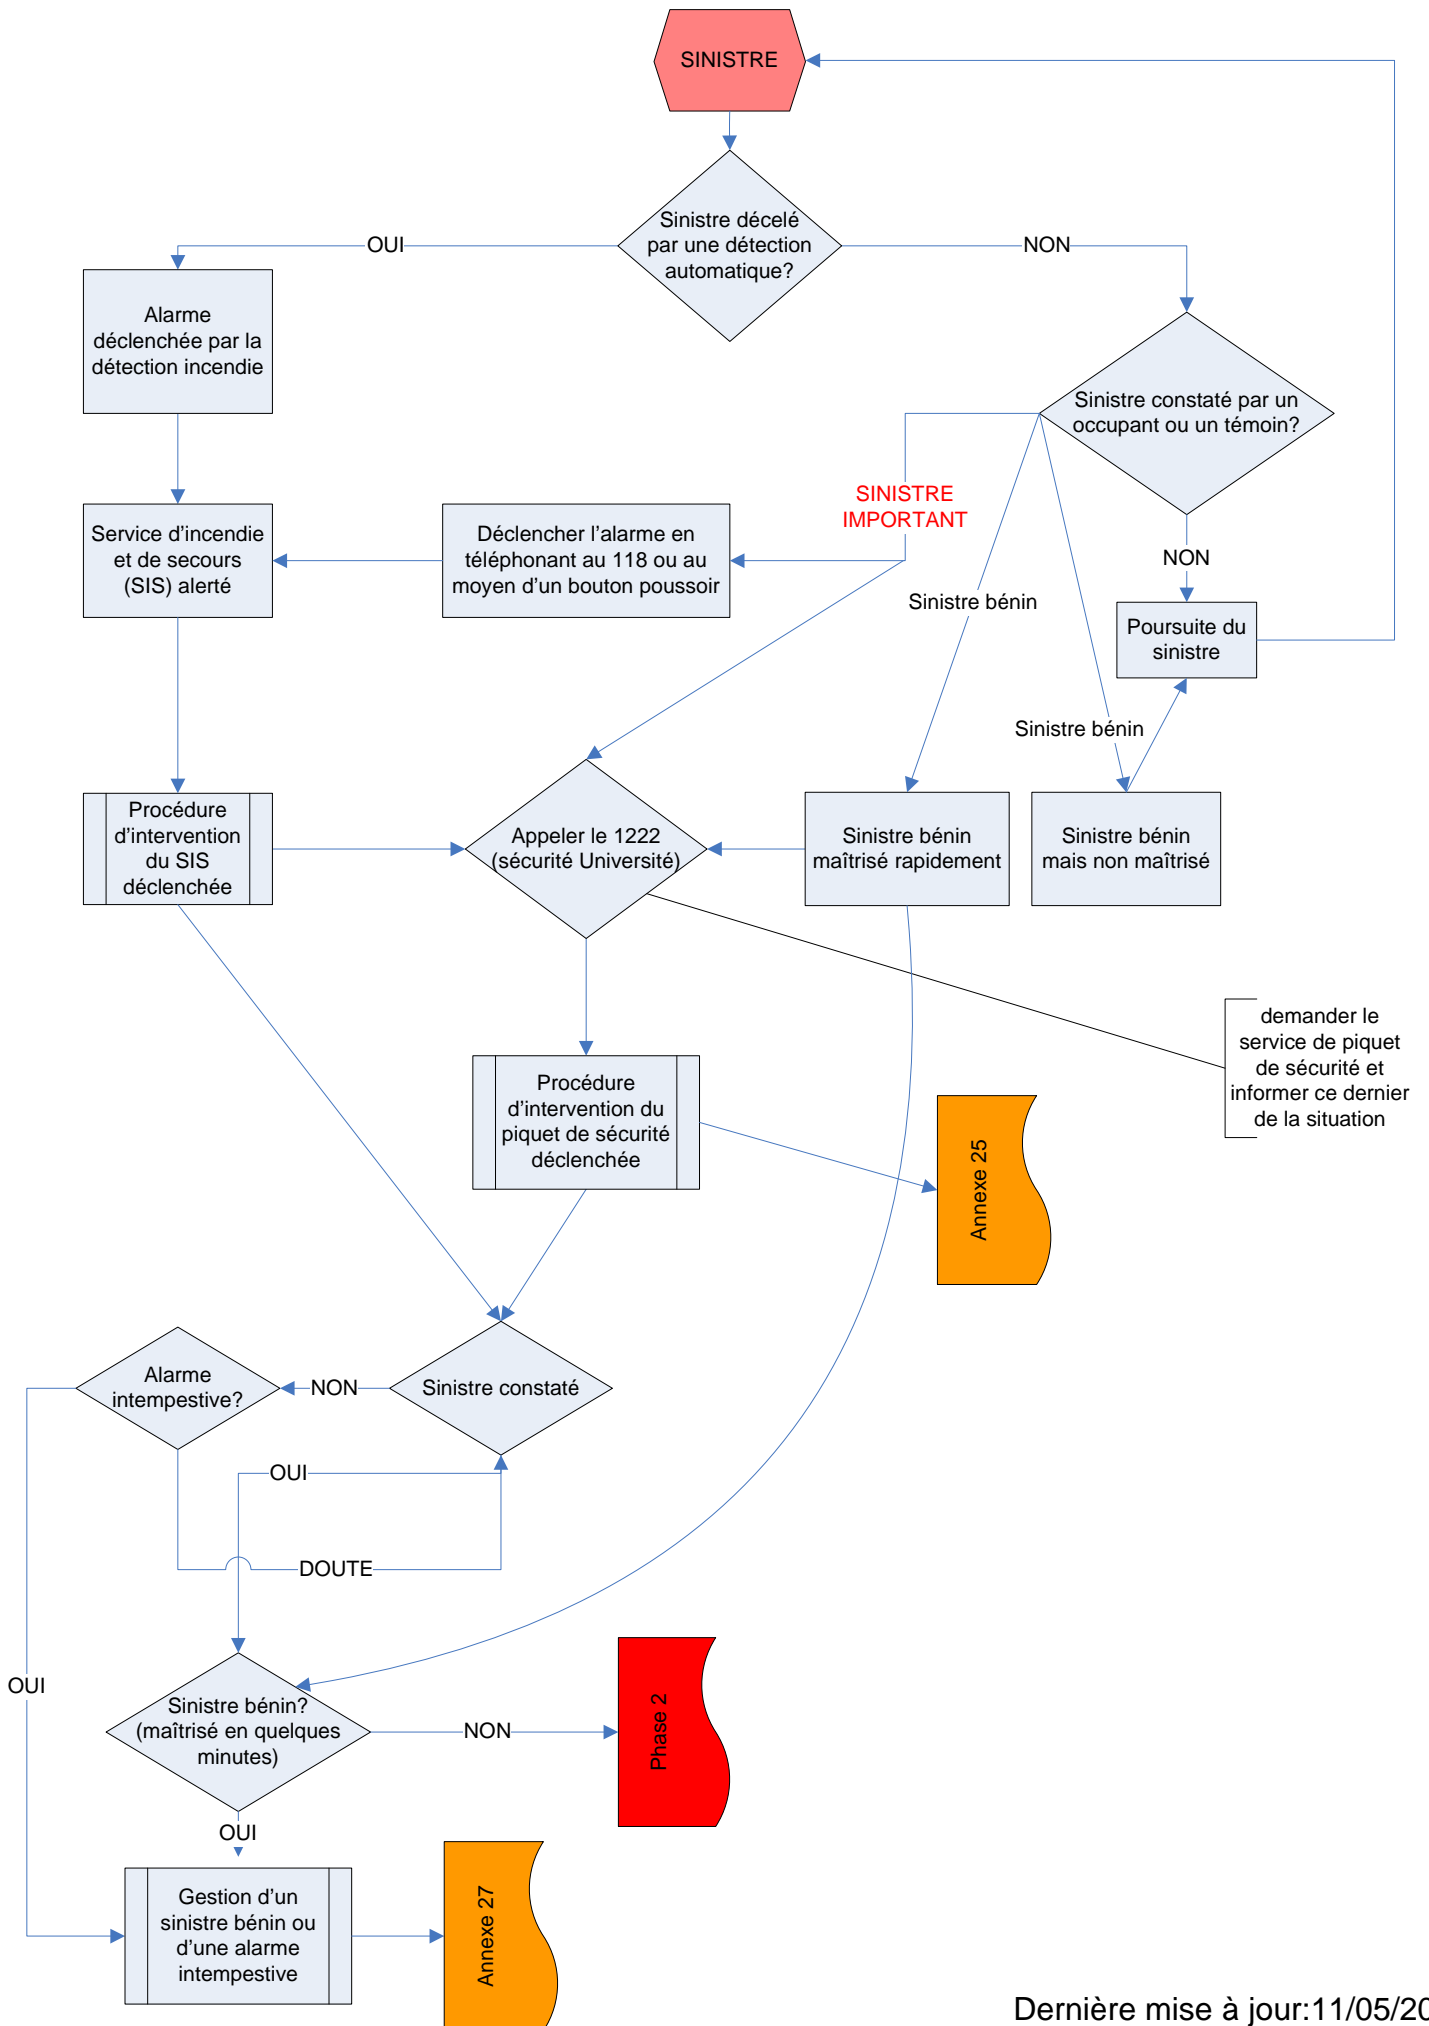 SINISTRE
Sinistre décelé
par une détection
automatique?
OUI
NON
Alarme
déclenchée par la
détection incendie
Sinistre constaté par un
occupant ou un témoin?
SINISTRE
IMPORTANT
Service d'incendie
et de secours
(SIS) alerté
Déclencher l'alarme en
téléphonant au 118 ou au
moyen d'un bouton poussoir
NON
Sinistre bénin
Poursuite du
sinistre
Sinistre bénin
Procédure
d'intervention
du SIS
déclenchée
Appeler le 1222
(sécurité Université)
Sinistre bénin
maîtrisé rapidement
Sinistre bénin
mais non maîtrisé
demander le
service de piquet
de sécurité et
informer ce dernier
de la situation
Procédure
d'intervention du
piquet de sécurité
déclenchée
Annexe 25
Alarme
intempestive?
NON
Sinistre constaté
OUI
DOUTE
OUI
Sinistre bénin?
(maîtrisé en quelques
minutes)
NON
Phase 2
OUI
Gestion d'un
sinistre bénin ou
d'une alarme
intempestive
Annexe 27
Dernière mise à jour:11/05/20